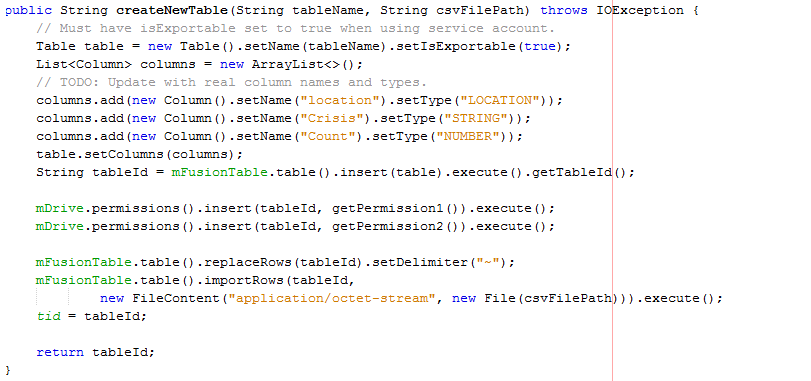 public String createNewTable(String tableName, String csvFilePath) throws IOException {
    // Must have isExportable set to true when using service account.
    Table table = new Table().setName(tableName).setIsExportable(true);
    List<Column> columns = new ArrayList<>();
    // TODO: Update with real column names and types.
    columns.add(new Column().setName("location").setType("LOCATION"));
    columns.add(new Column().setName("Crisis").setType("STRING"));
    columns.add(new Column().setName("Count").setType("NUMBER"));
    table.setColumns(columns);
    String tableId = mFusionTable.table().insert(table).execute().getTableId();

    mDrive.permissions().insert(tableId, getPermission1()).execute();
    mDrive.permissions().insert(tableId, getPermission2()).execute();

    mFusionTable.table().replaceRows(tableId).setDelimiter("~");
    mFusionTable.table().importRows(tableId,
            new FileContent("application/octet-stream", new File(csvFilePath))).execute();
    tid = tableId;

    return tableId;
}